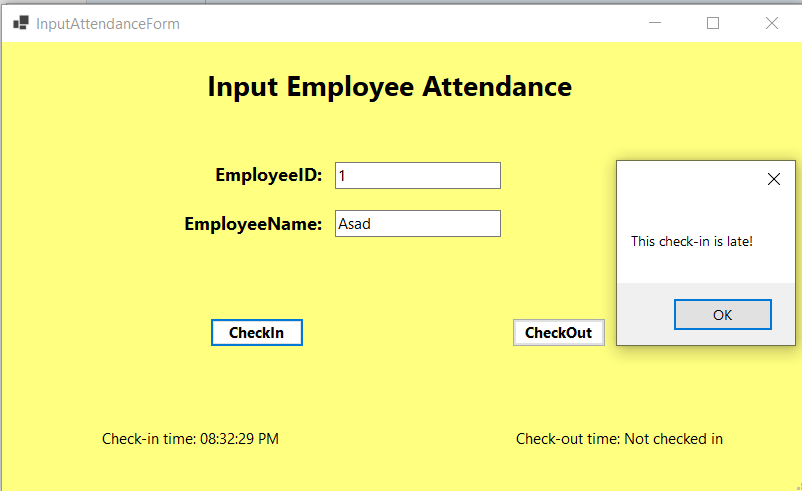 InputAttendanceForm
Input Employee Attendance
EmployeeID: 1
EmployeeName: Asad
This check-in is late!
OK
CheckIn
CheckOut
Check-in time: 08:32:29 PM
Check-out time: Not checked in